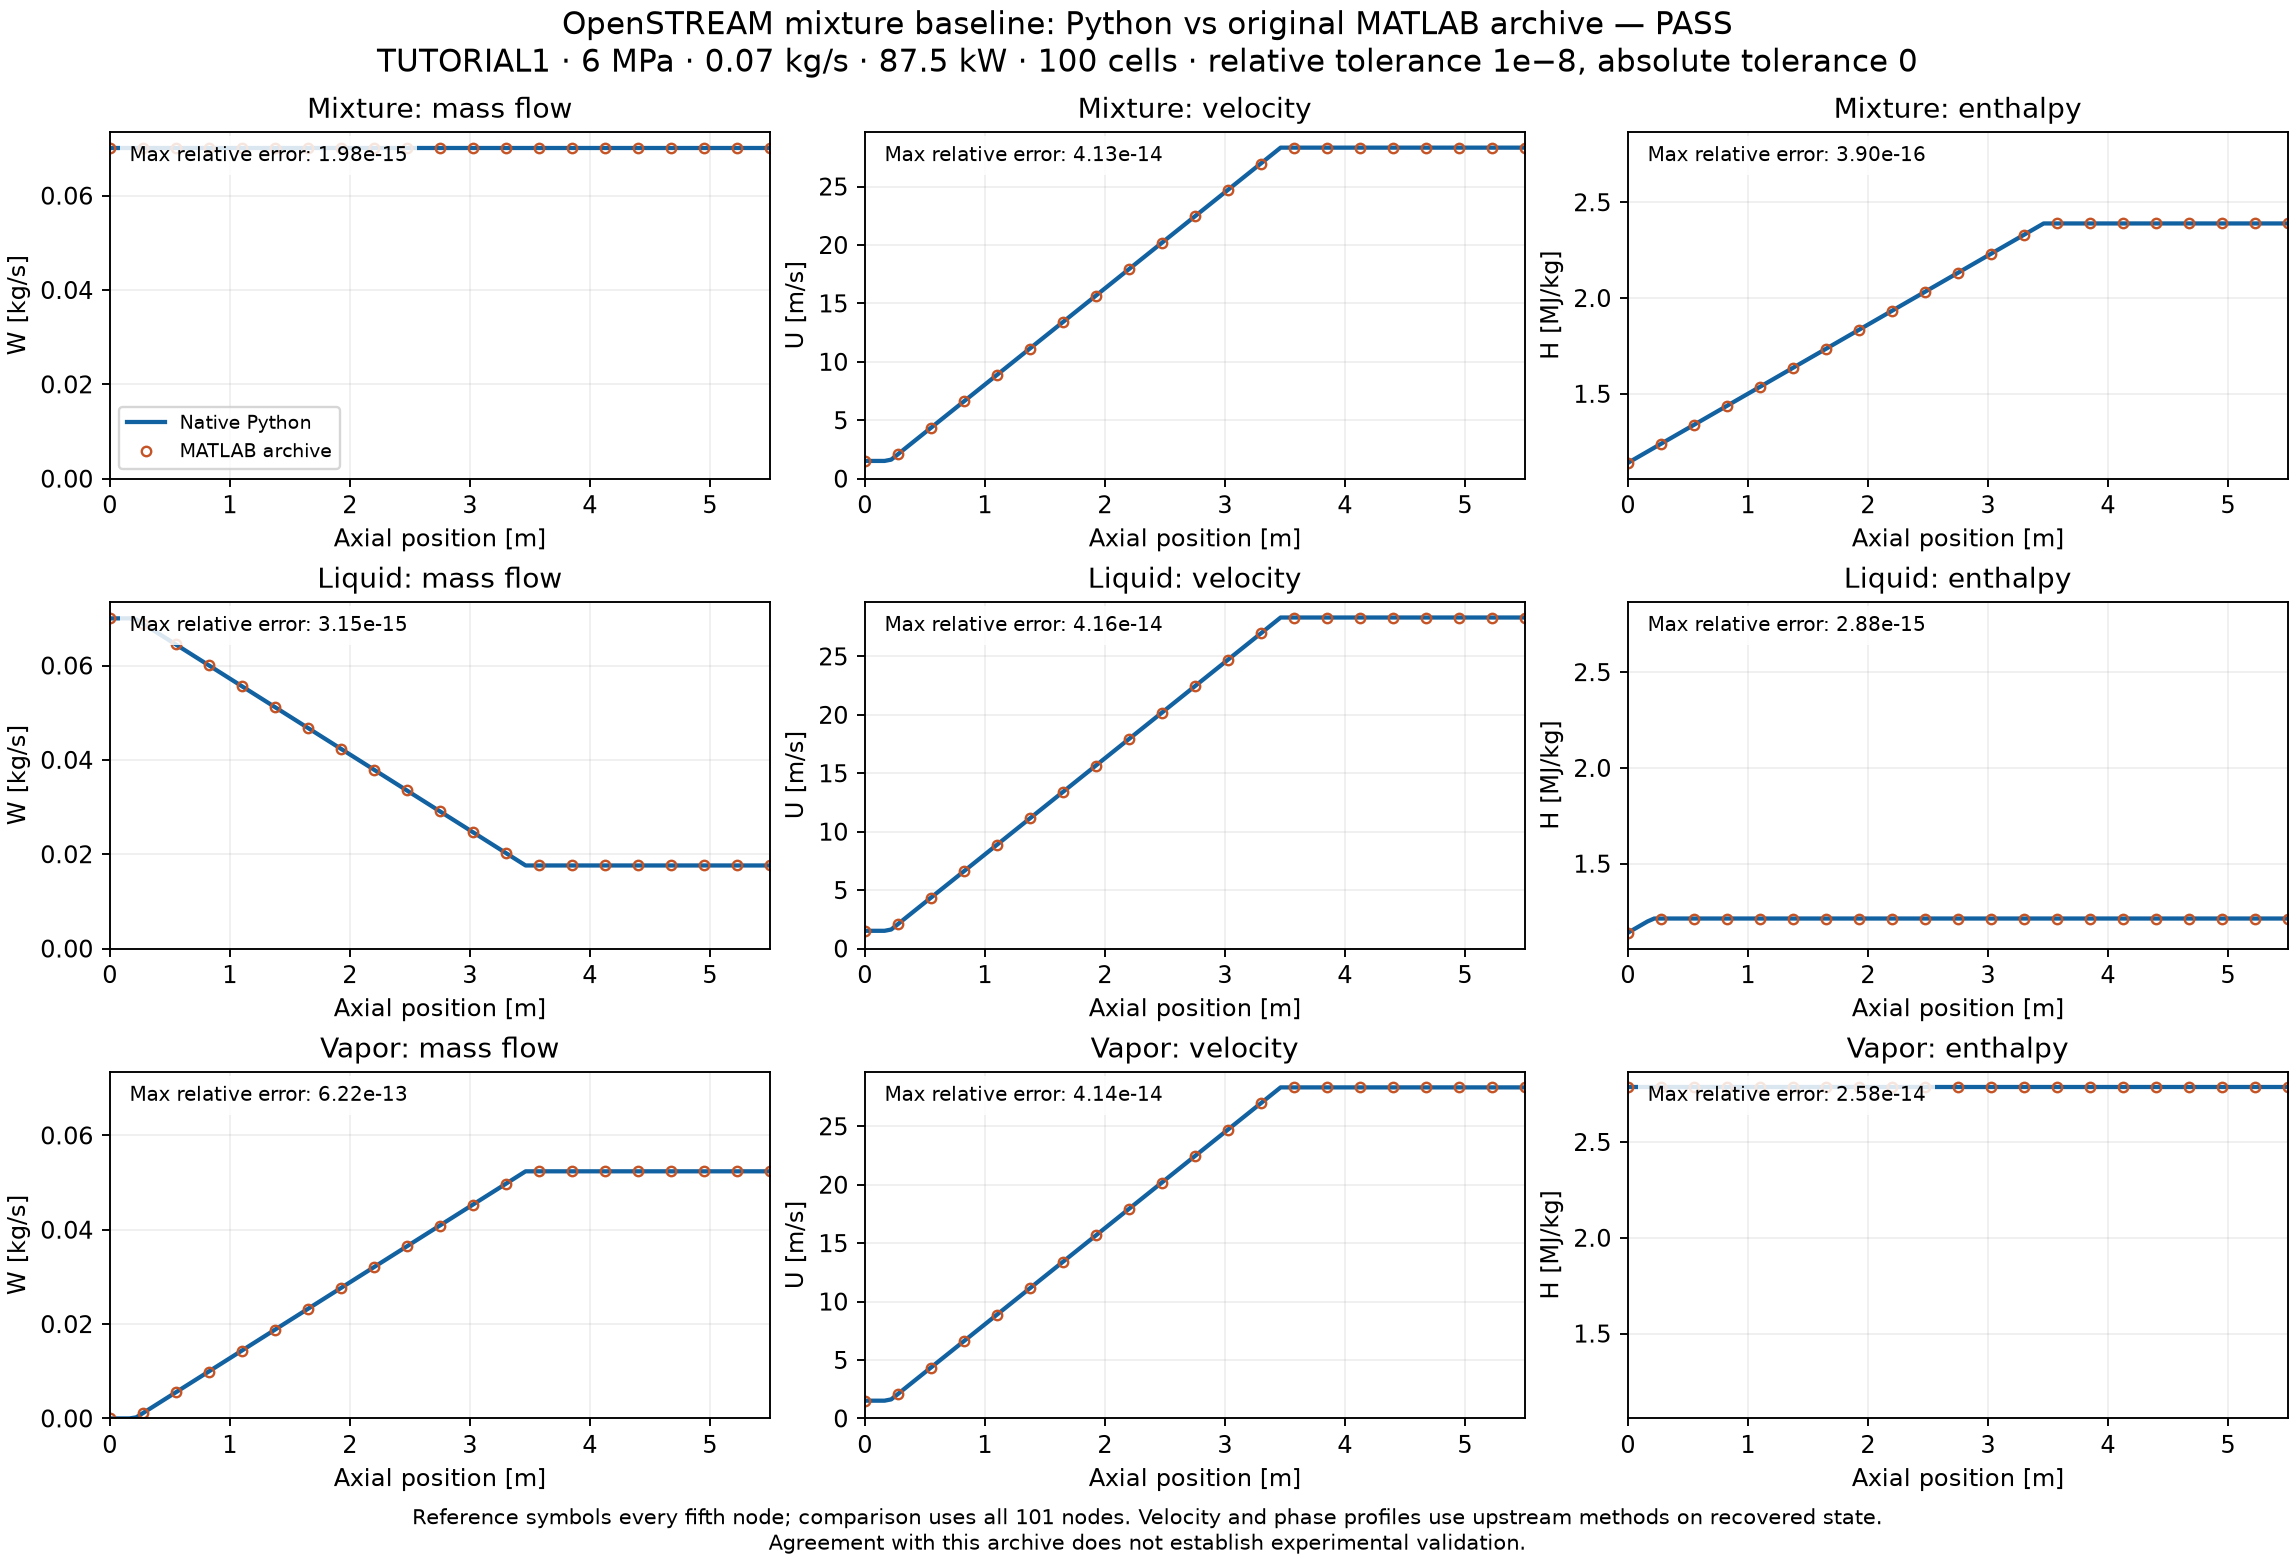 OpenSTREAM mixture baseline: Python vs original MATLAB archive — PASS
TUTORIAL1 · 6 MPa · 0.07 kg/s · 87.5 kW · 100 cells · relative tolerance 1e−8, absolute tolerance 0
Mixture: mass flow
Max relative error: 1.98e-15
W [kg/s]
0.06
0.04
0.02
0.00
Native Python
MATLAB archive
0 1 2 3 4 5
Axial position [m]
Mixture: velocity
Max relative error: 4.13e-14
U [m/s]
25
20
15
10
5
0
0 1 2 3 4 5
Axial position [m]
Mixture: enthalpy
Max relative error: 3.90e-16
H [MJ/kg]
2.5
2.0
1.5
0 1 2 3 4 5
Axial position [m]
Liquid: mass flow
Max relative error: 3.15e-15
W [kg/s]
0.06
0.04
0.02
0.00
0 1 2 3 4 5
Axial position [m]
Liquid: velocity
Max relative error: 4.16e-14
U [m/s]
25
20
15
10
5
0
0 1 2 3 4 5
Axial position [m]
Liquid: enthalpy
Max relative error: 2.88e-15
H [MJ/kg]
2.5
2.0
1.5
0 1 2 3 4 5
Axial position [m]
Vapor: mass flow
Max relative error: 6.22e-13
W [kg/s]
0.06
0.04
0.02
0.00
0 1 2 3 4 5
Axial position [m]
Vapor: velocity
Max relative error: 4.14e-14
U [m/s]
25
20
15
10
5
0
0 1 2 3 4 5
Axial position [m]
Vapor: enthalpy
Max relative error: 2.58e-14
H [MJ/kg]
2.5
2.0
1.5
0 1 2 3 4 5
Axial position [m]
Reference symbols every fifth node; comparison uses all 101 nodes. Velocity and phase profiles use upstream methods on recovered state.
Agreement with this archive does not establish experimental validation.